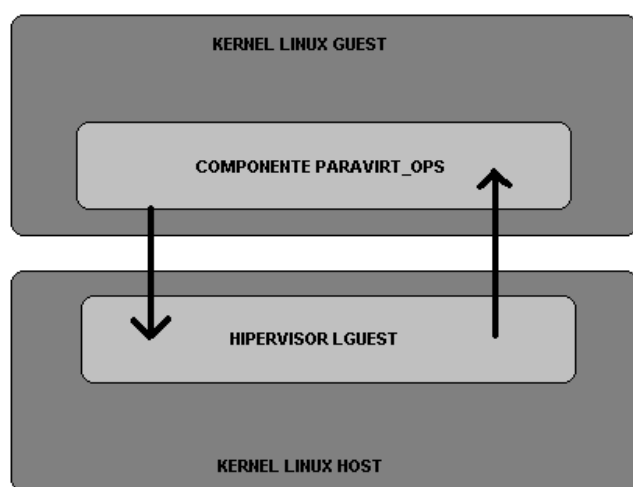 KERNEL LINUX GUEST
COMPONENTE PARAVIRT_OPS
HIPERVISOR LGUEST
KERNEL LINUX HOST